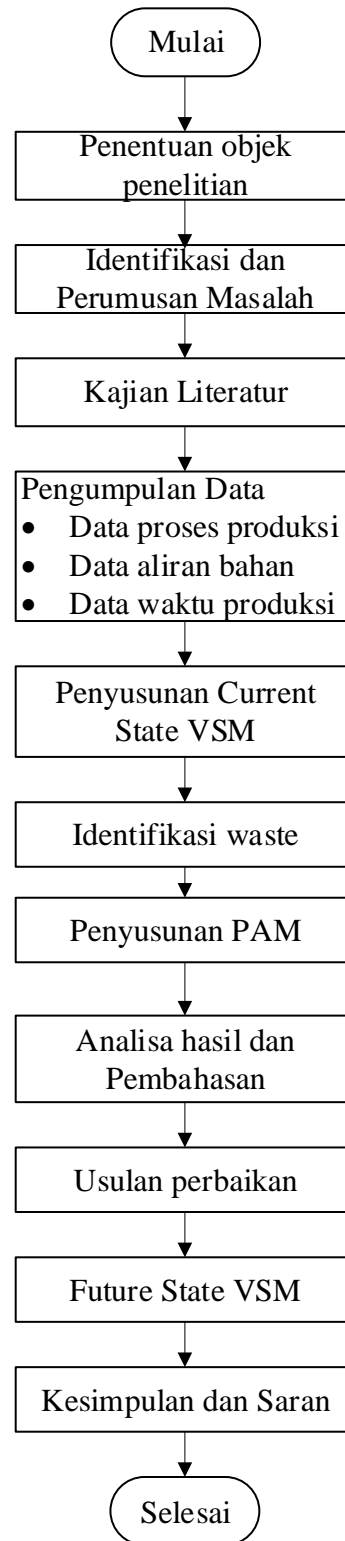 Mulai
Penentuan objek
penelitian
Identifikasi dan
Perumusan Masalah
Kajian Literatur
Pengumpulan Data
• Data proses produksi
• Data aliran bahan
• Data waktu produksi
Penyusunan Current
State VSM
Identifikasi waste
Penyusunan PAM
Analisa hasil dan
Pembahasan
Usulan perbaikan
Future State VSM
Kesimpulan dan Saran
Selesai